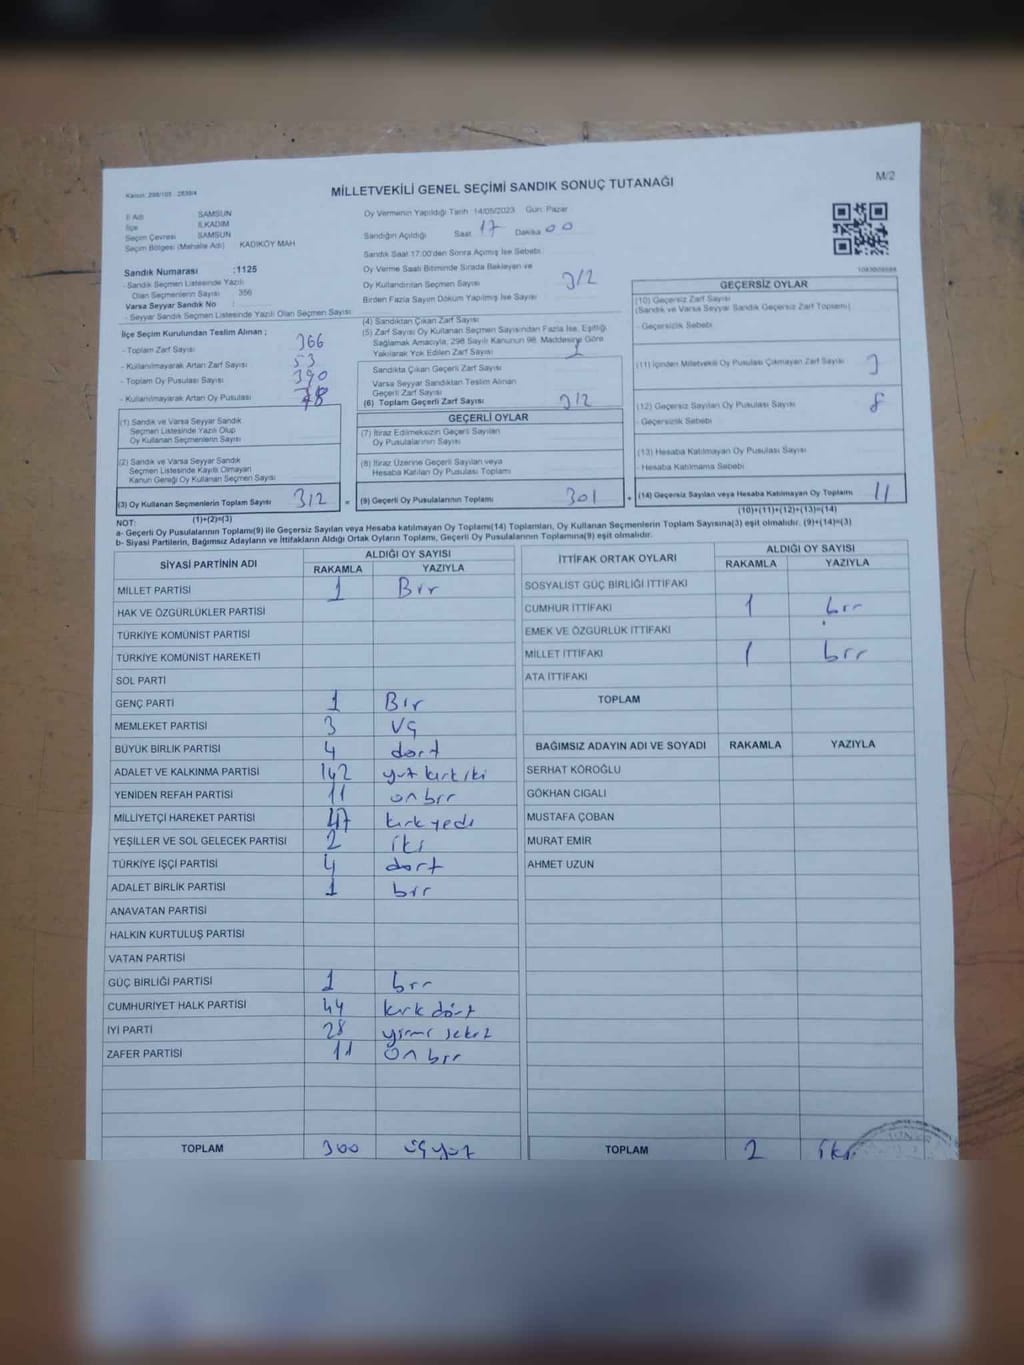 Kanun: 298/105 - 2839/4
MİLLETVEKİLİ GENEL SEÇİMİ SANDIK SONUÇ TUTANAĞI
M/2
İl Adı SAMSUN
İlçe İLKADIM
Seçim Çevresi SAMSUN
Seçim Bölgesi (Mahalle Adı) KADIKÖY MAH
Sandık Numarası :1125
- Sandık Seçmen Listesinde Yazılı
Olan Seçmenlerin Sayısı 356
Varsa Seyyar Sandık No
- Seyyar Sandık Seçmen Listesinde Yazılı Olan Seçmen Sayısı
Oy Vermenin Yapıldığı Tarih :14/05/2023 Gün: Pazar
Sandığın Açıldığı Saat 17 Dakika 00
Sandık Saat 17:00'den Sonra Açılmış İse Sebebi
Oy Verme Saati Bitiminde Sırada Bekleyen ve
Oy Kullandırılan Seçmen Sayısı 312
Birden Fazla Sayım Döküm Yapılmış İse Sayısı
İlçe Seçim Kurulundan Teslim Alınan ;
- Toplam Zarf Sayısı 366
- Kullanılmayarak Artan Zarf Sayısı 53
- Toplam Oy Pusulası Sayısı 390
- Kullanılmayarak Artan Oy Pusulası 78
(1) Sandık ve Varsa Seyyar Sandık
Seçmen Listesinde Yazılı Olup
Oy Kullanan Seçmenlerin Sayısı
(2) Sandık ve Varsa Seyyar Sandık
Seçmen Listesinde Kayıtlı Olmayan
Kanun Gereği Oy Kullanan Seçmen Sayısı
(3) Oy Kullanan Seçmenlerin Toplam Sayısı 312 =
(1)+(2)=(3)
(4) Sandıktan Çıkan Zarf Sayısı
(5) Zarf Sayısı Oy Kullanan Seçmen Sayısından Fazla İse, Eşitliği
Sağlamak Amacıyla, 298 Sayılı Kanunun 98. Maddesine Göre
Yakılarak Yok Edilen Zarf Sayısı 1
Sandıkta Çıkan Geçerli Zarf Sayısı
Varsa Seyyar Sandıktan Teslim Alınan
Geçerli Zarf Sayısı
(6) Toplam Geçerli Zarf Sayısı 312
GEÇERLİ OYLAR
(7) İtiraz Edilmeksizin Geçerli Sayılan
Oy Pusulalarının Sayısı
(8) İtiraz Üzerine Geçerli Sayılan veya
Hesaba Katılan Oy Pusulası Toplamı
(9) Geçerli Oy Pusulalarının Toplamı 301 +
GEÇERSİZ OYLAR
(10) Geçersiz Zarf Sayısı
(Sandık ve Varsa Seyyar Sandık Geçersiz Zarf Toplamı)
- Geçersizlik Sebebi
(11) İçinden Milletvekili Oy Pusulası Çıkmayan Zarf Sayısı 3
(12) Geçersiz Sayılan Oy Pusulası Sayısı 8
- Geçersizlik Sebebi
(13) Hesaba Katılmayan Oy Pusulası Sayısı
- Hesaba Katılmama Sebebi
(14) Geçersiz Sayılan veya Hesaba Katılmayan Oy Toplamı 11
(10)+(11)+(12)+(13)=(14)
NOT:
a- Geçerli Oy Pusulalarının Toplamı(9) ile Geçersiz Sayılan veya Hesaba katılmayan Oy Toplamı(14) Toplamları, Oy Kullanan Seçmenlerin Toplam Sayısına(3) eşit olmalıdır. (9)+(14)=(3)
b- Siyasi Partilerin, Bağımsız Adayların ve İttifakların Aldığı Ortak Oyların Toplamı, Geçerli Oy Pusulalarının Toplamına(9) eşit olmalıdır.
SİYASİ PARTİNİN ADI ALDIĞI OY SAYISI
RAKAMLA YAZIYLA
MİLLET PARTİSİ 1 Bir
HAK VE ÖZGÜRLÜKLER PARTİSİ
TÜRKİYE KOMÜNİST PARTİSİ
TÜRKİYE KOMÜNİST HAREKETİ
SOL PARTİ
GENÇ PARTİ 1 Bir
MEMLEKET PARTİSİ 3 üç
BÜYÜK BİRLİK PARTİSİ 4 dört
ADALET VE KALKINMA PARTİSİ 142 yüz kırk iki
YENİDEN REFAH PARTİSİ 11 on bir
MİLLİYETÇİ HAREKET PARTİSİ 47 kırk yedi
YEŞİLLER VE SOL GELECEK PARTİSİ 2 iki
TÜRKİYE İŞÇİ PARTİSİ 4 dört
ADALET BİRLİK PARTİSİ 1 bir
ANAVATAN PARTİSİ
HALKIN KURTULUŞ PARTİSİ
VATAN PARTİSİ
GÜÇ BİRLİĞİ PARTİSİ 1 bir
CUMHURİYET HALK PARTİSİ 44 kırk dört
İYİ PARTİ 28 yirmi sekiz
ZAFER PARTİSİ 11 On bir
TOPLAM 300 üç yüz
İTTİFAK ORTAK OYLARI ALDIĞI OY SAYISI
RAKAMLA YAZIYLA
SOSYALİST GÜÇ BİRLİĞİ İTTİFAKI
CUMHUR İTTİFAKI 1 bir
EMEK VE ÖZGÜRLÜK İTTİFAKI
MİLLET İTTİFAKI 1 bir
ATA İTTİFAKI
TOPLAM
BAĞIMSIZ ADAYIN ADI VE SOYADI RAKAMLA YAZIYLA
SERHAT KÖROĞLU
GÖKHAN CIGALI
MUSTAFA ÇOBAN
MURAT EMİR
AHMET UZUN
TOPLAM 2 iki